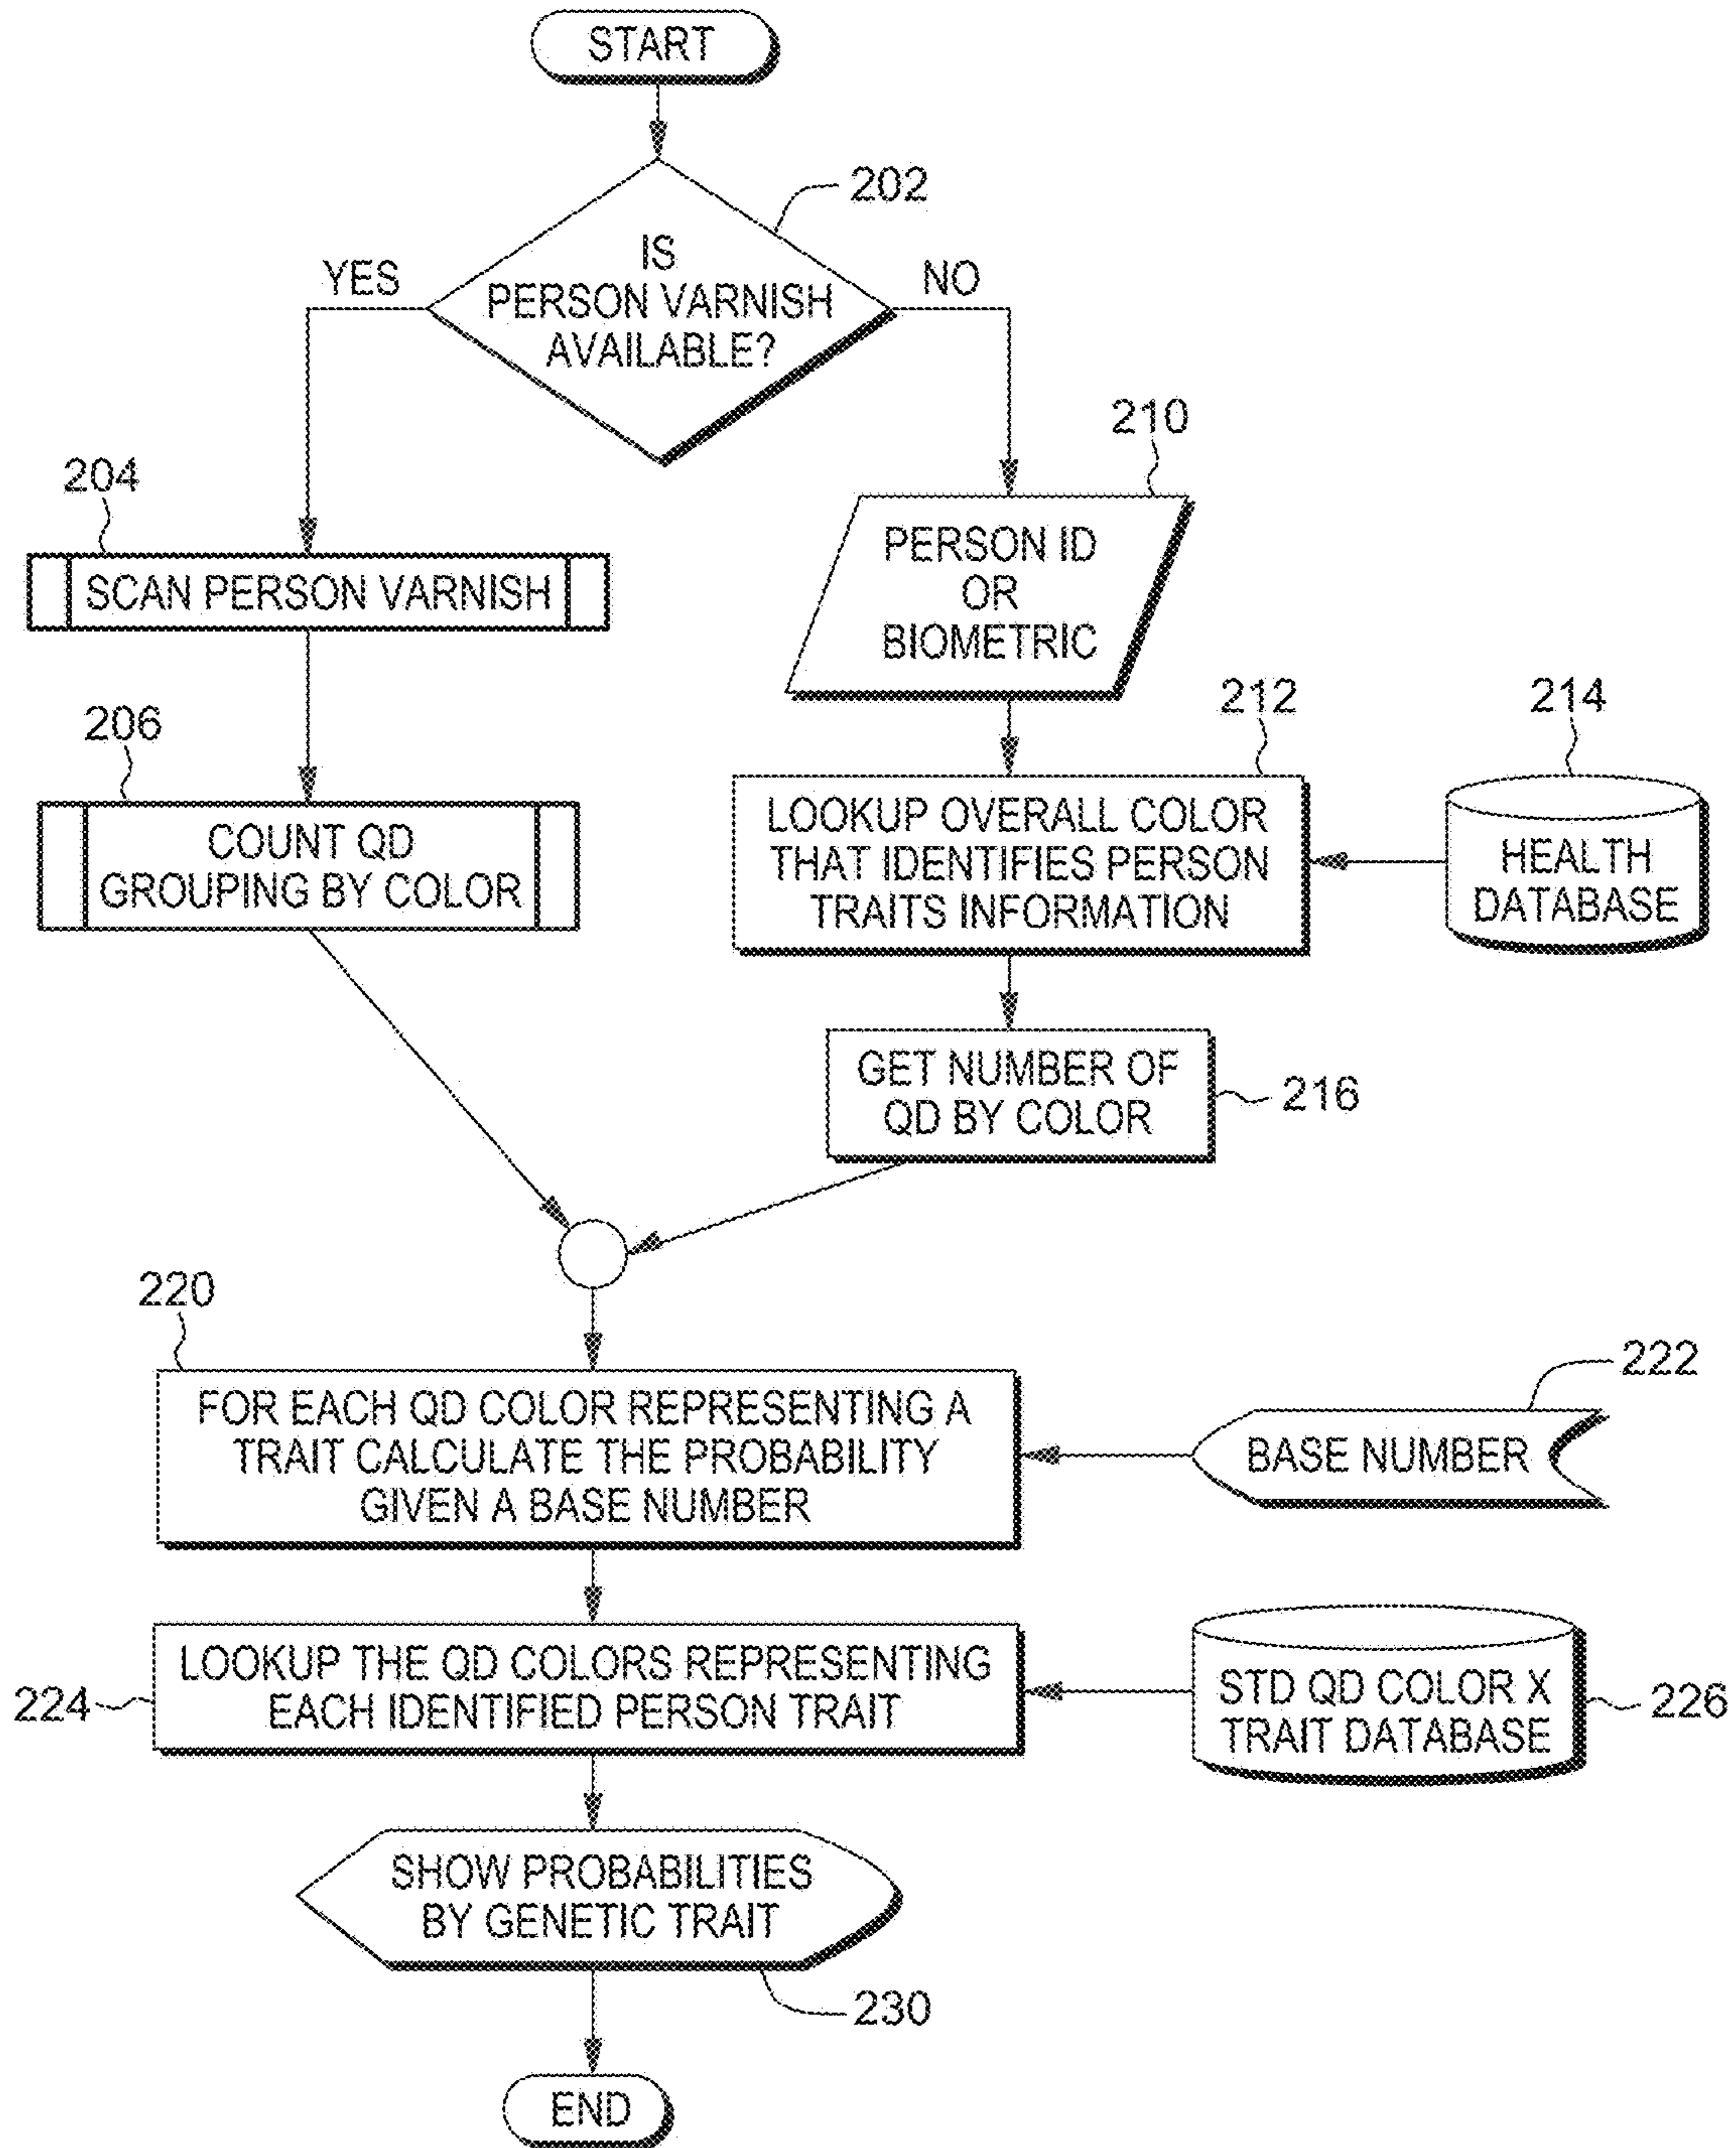 START
202
IS
PERSON VARNISH
AVAILABLE?
YES
NO
204
SCAN PERSON VARNISH
206
COUNT QD
GROUPING BY COLOR
210
PERSON ID
OR
BIOMETRIC
212
LOOKUP OVERALL COLOR
THAT IDENTIFIES PERSON
TRAITS INFORMATION
214
HEALTH
DATABASE
GET NUMBER OF
QD BY COLOR
216
220
FOR EACH QD COLOR REPRESENTING A
TRAIT CALCULATE THE PROBABILITY
GIVEN A BASE NUMBER
222
BASE NUMBER
224
LOOKUP THE QD COLORS REPRESENTING
EACH IDENTIFIED PERSON TRAIT
STD QD COLOR X
TRAIT DATABASE
226
SHOW PROBABILITIES
BY GENETIC TRAIT
230
END